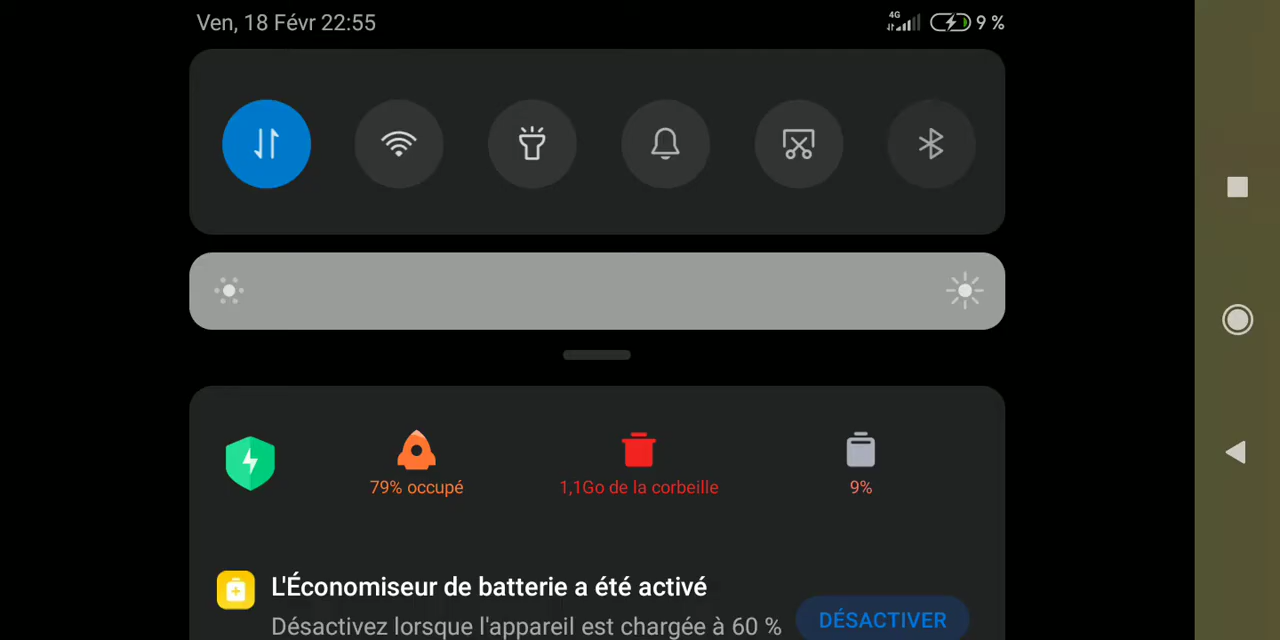 Ven, 18 Févr 22:55
4G
9 %
79% occupé
1,1Go de la corbeille
9%
L'Économiseur de batterie a été activé
Désactivez lorsque l'appareil est chargée à 60 %
DÉSACTIVER